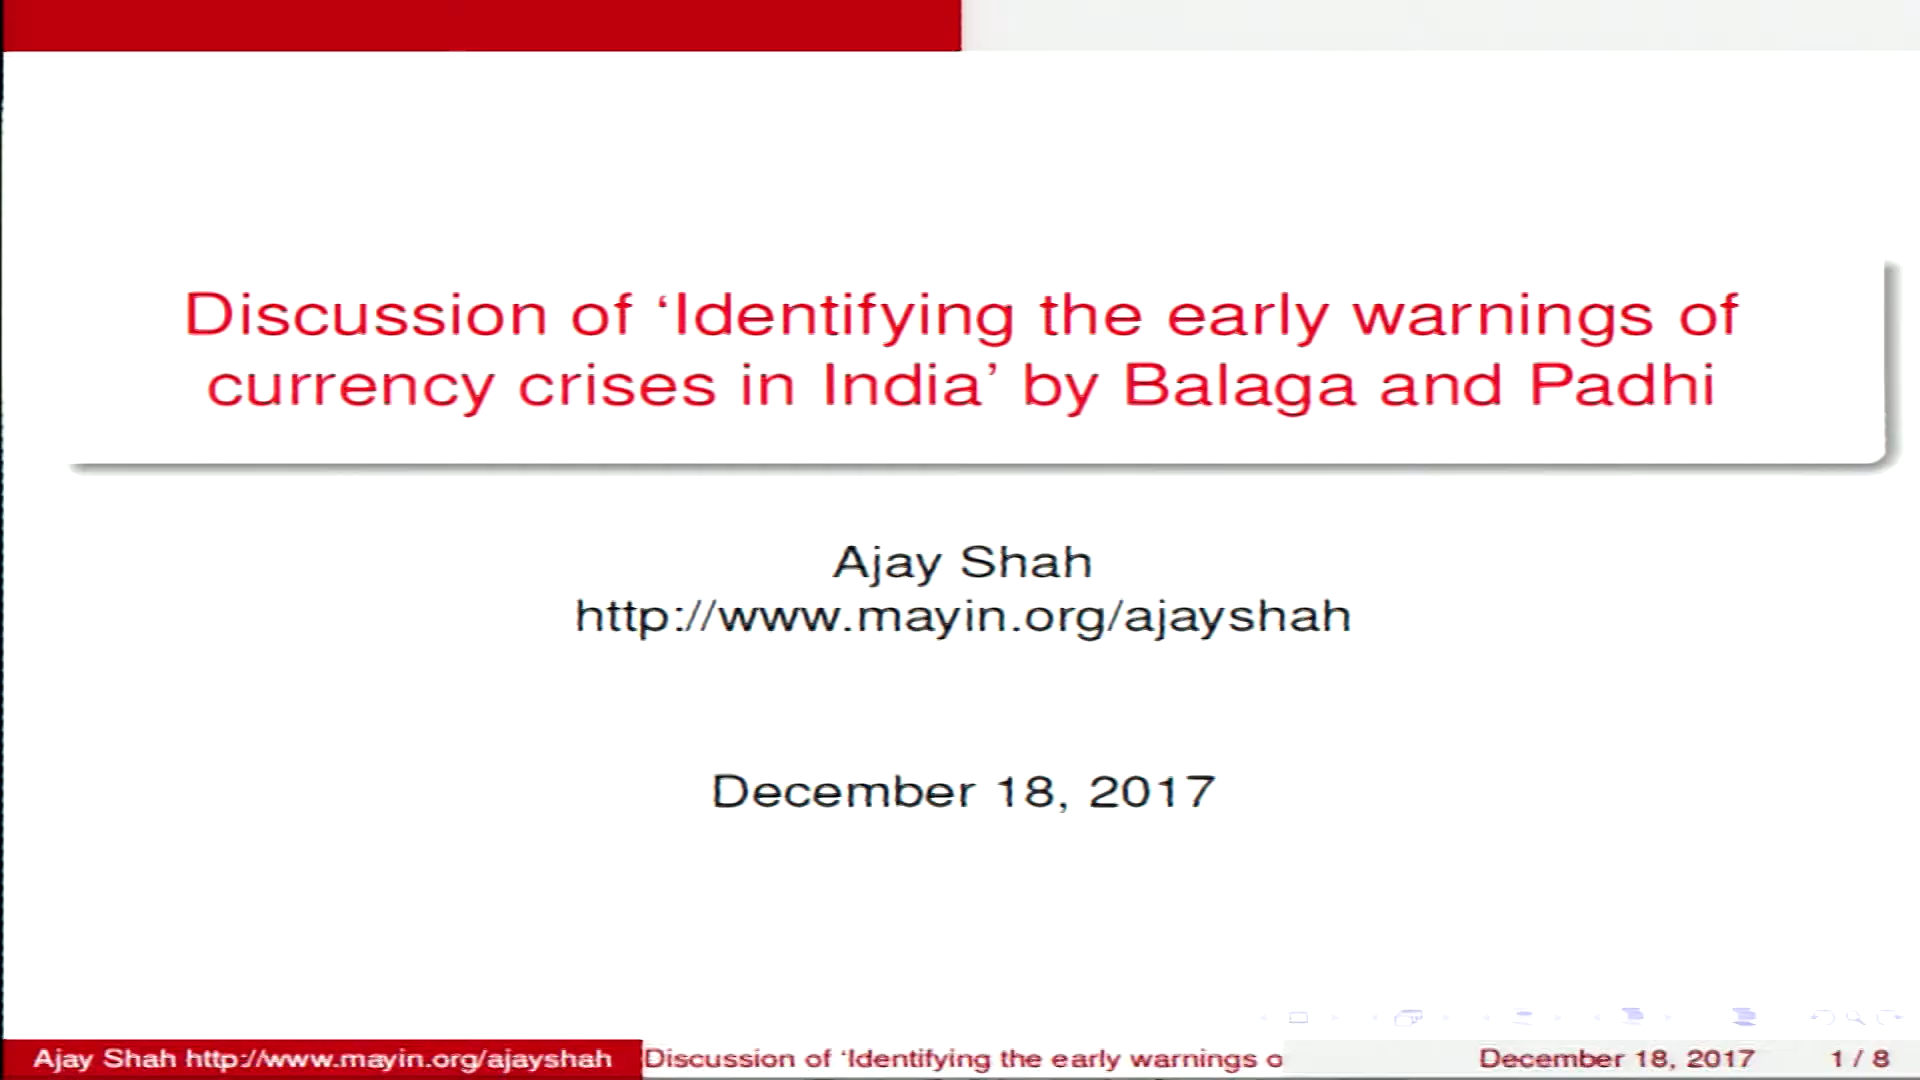 Discussion of ‘Identifying the early warnings of
currency crises in India’ by Balaga and Padhi
Ajay Shah
http://www.mayin.org/ajayshah
December 18, 2017
Ajay Shah http://www.mayin.org/ajayshah Discussion of ‘Identifying the early warnings o December 18, 2017 1 / 8